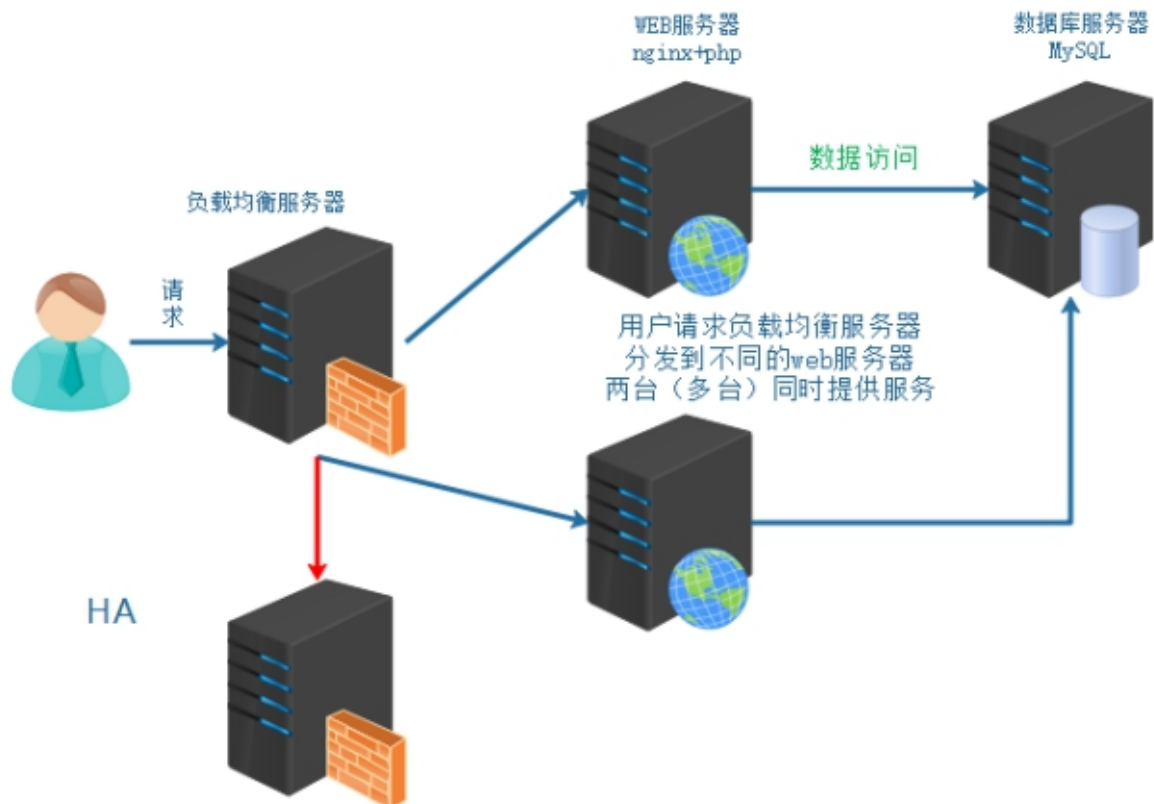 WEB服务器
nginx+php
数据库服务器
MySQL
数据访问
负载均衡服务器
请
求
用户请求负载均衡服务器
分发到不同的web服务器
两台（多台）同时提供服务
HA